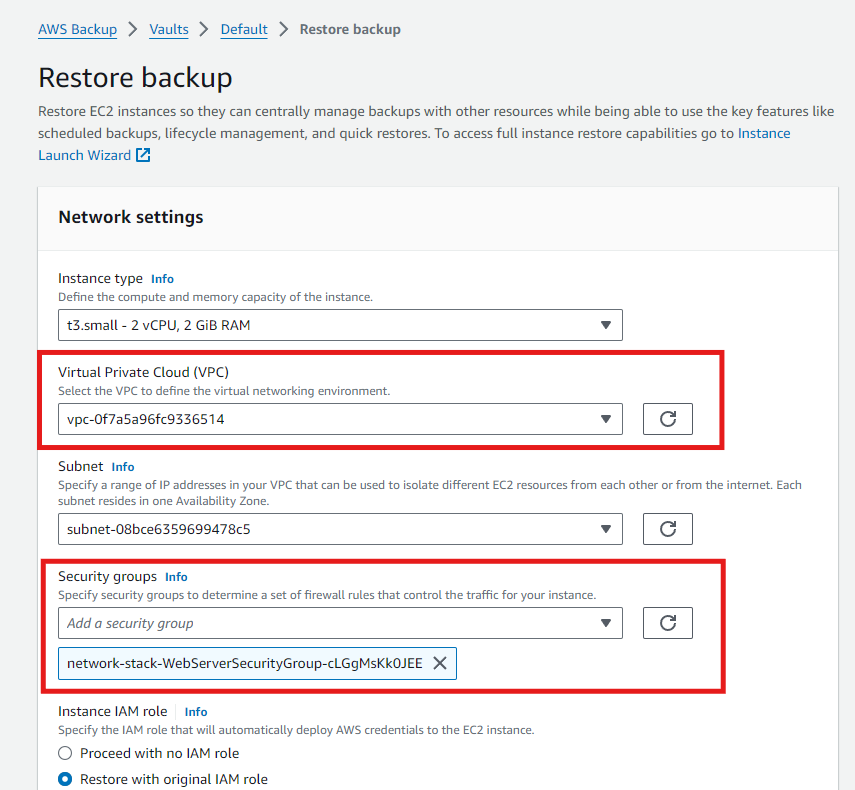 AWS Backup > Vaults > Default > Restore backup
Restore backup
Restore EC2 instances so they can centrally manage backups with other resources while being able to use the key features like
scheduled backups, lifecycle management, and quick restores. To access full instance restore capabilities go to Instance
Launch Wizard
Network settings
Instance type Info
Define the compute and memory capacity of the instance.
t3.small - 2 vCPU, 2 GiB RAM
Virtual Private Cloud (VPC)
Select the VPC to define the virtual networking environment.
vpc-0f7a5a96fc9336514
Subnet Info
Specify a range of IP addresses in your VPC that can be used to isolate different EC2 resources from each other or from the internet. Each
subnet resides in one Availability Zone.
subnet-08bce6359699478c5
Security groups Info
Specify security groups to determine a set of firewall rules that control the traffic for your instance.
Add a security group
network-stack-WebServerSecurityGroup-cLGgMsKk0JEE
Instance IAM role Info
Specify the IAM role that will automatically deploy AWS credentials to the EC2 instance.
Proceed with no IAM role
Restore with original IAM role